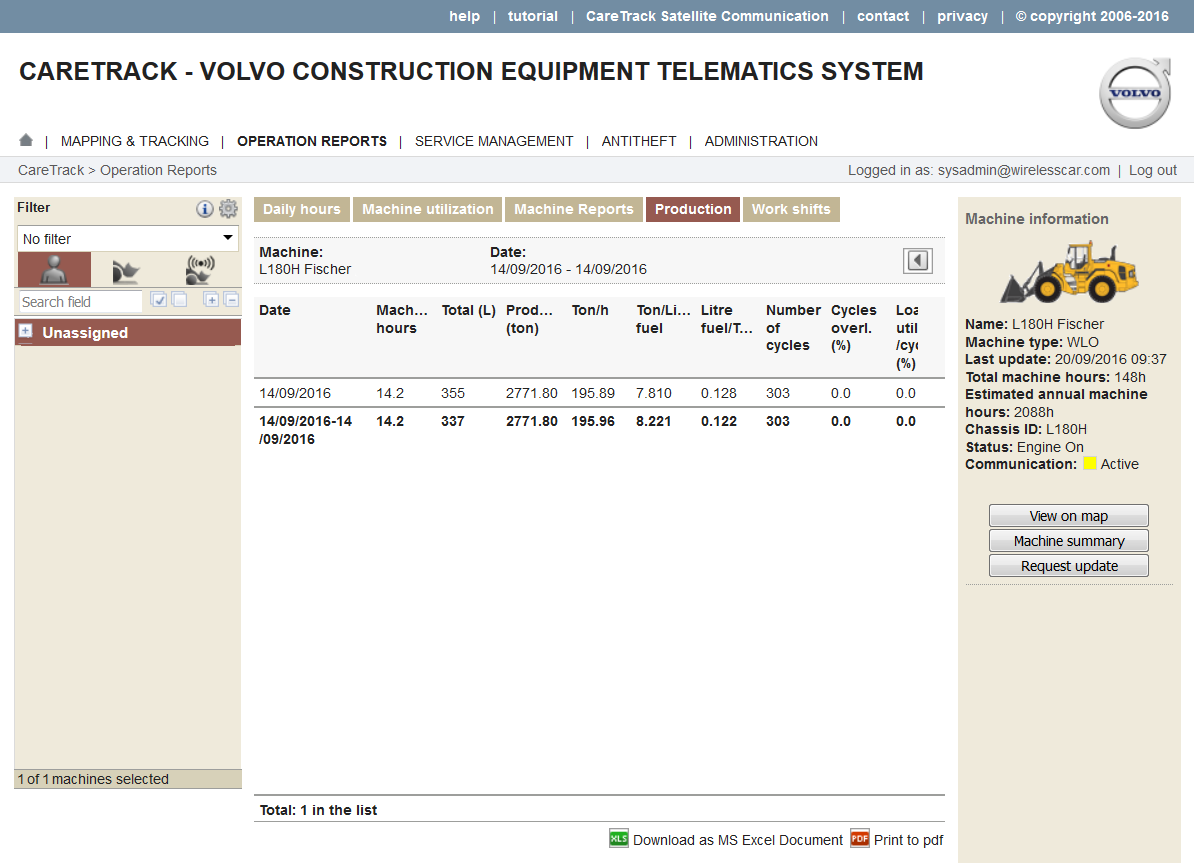 help | tutorial | CareTrack Satellite Communication | contact | privacy | © copyright 2006-2016
CARETRACK - VOLVO CONSTRUCTION EQUIPMENT TELEMATICS SYSTEM
VOLVO
| MAPPING & TRACKING | OPERATION REPORTS | SERVICE MANAGEMENT | ANTITHEFT | ADMINISTRATION
CareTrack > Operation Reports
Logged in as: sysadmin@wirelesscar.com | Log out
Filter
No filter
Search field
Unassigned
1 of 1 machines selected
Daily hours
Machine utilization
Machine Reports
Production
Work shifts
Machine: Date:
L180H Fischer 14/09/2016 - 14/09/2016
Date Mach... Total (L) Prod... Ton/h Ton/Li... Litre Number Cycles Loa
hours (ton) fuel fuel/T... of overl. util
cycles (%) /cyc
(%)
14/09/2016 14.2 355 2771.80 195.89 7.810 0.128 303 0.0 0.0
14/09/2016-14 14.2 337 2771.80 195.96 8.221 0.122 303 0.0 0.0
/09/2016
Total: 1 in the list
XLS Download as MS Excel Document PDF Print to pdf
Machine information
Name: L180H Fischer
Machine type: WLO
Last update: 20/09/2016 09:37
Total machine hours: 148h
Estimated annual machine
hours: 2088h
Chassis ID: L180H
Status: Engine On
Communication: Active
View on map
Machine summary
Request update